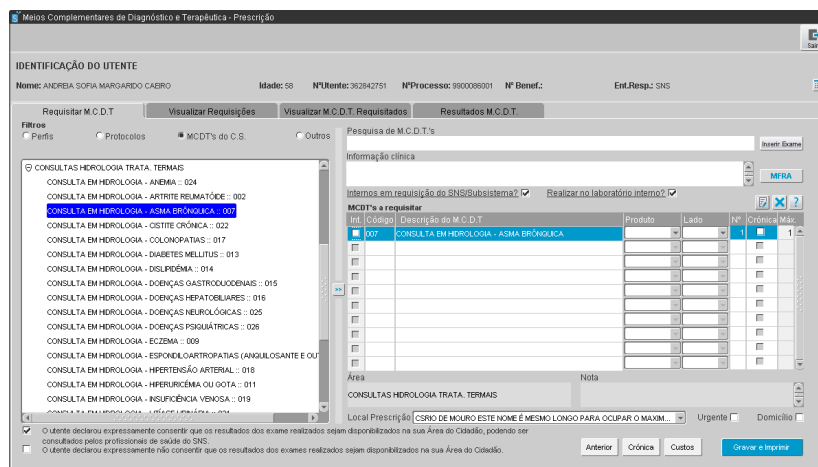 Meios Complementares de Diagnóstico e Terapêutica - Prescrição
Sair
IDENTIFICAÇÃO DO UTENTE
Nome: ANDREIA SOFIA MARGARIDO CAEIRO Idade: 58 NºUtente: 362842751 NºProcesso: 9900086001 Nº Benef.: Ent.Resp.: SNS
Requisitar M.C.D.T Visualizar Requisições Visualizar M.C.D.T. Requisitados Resultados M.C.D.T.
Filtros
Perfis Protocolos MCDT's do C.S. Outros
CONSULTAS HIDROLOGIA TRATA. TERMAIS
CONSULTA EM HIDROLOGIA - ANEMIA :: 024
CONSULTA EM HIDROLOGIA - ARTRITE REUMATÓIDE :: 002
CONSULTA EM HIDROLOGIA - ASMA BRÔNQUICA :: 007
CONSULTA EM HIDROLOGIA - CISTITE CRÓNICA :: 022
CONSULTA EM HIDROLOGIA - COLONOPATIAS :: 017
CONSULTA EM HIDROLOGIA - DIABETES MELLITUS :: 013
CONSULTA EM HIDROLOGIA - DISLIPIDÉMIA :: 014
CONSULTA EM HIDROLOGIA - DOENÇAS GASTRODUODENAIS :: 015
CONSULTA EM HIDROLOGIA - DOENÇAS HEPATOBILIARES :: 016
CONSULTA EM HIDROLOGIA - DOENÇAS NEUROLÓGICAS :: 025
CONSULTA EM HIDROLOGIA - DOENÇAS PSIQUIÁTRICAS :: 026
CONSULTA EM HIDROLOGIA - ECZEMA :: 009
CONSULTA EM HIDROLOGIA - ESPONDILOARTROPATIAS (ANQUILOSANTE E OU
CONSULTA EM HIDROLOGIA - HIPERTENSÃO ARTERIAL :: 018
CONSULTA EM HIDROLOGIA - HIPERURICÉMIA OU GOTA :: 011
CONSULTA EM HIDROLOGIA - INSUFICIÊNCIA VENOSA :: 019
>>
Pesquisa de M.C.D.T.'s
Inserir Exame
Informação clínica
MFRA
Internos em requisição do SNS/Subsistema? Realizar no laboratório interno?
MCDT's a requisitar
?
Int. Código Descrição do M.C.D.T Produto Lado Nº Crónica Máx.
007 CONSULTA EM HIDROLOGIA - ASMA BRÔNQUICA 1 1
Área Nota
CONSULTAS HIDROLOGIA TRATA. TERMAIS
Local Prescrição CSRIO DE MOURO ESTE NOME É MESMO LONGO PARA OCUPAR O MAXIM... Urgente Domicílio
O utente declarou expressamente consentir que os resultados dos exame realizados sejam disponibilizados na sua Área do Cidadão, podendo ser
consultados pelos profissionais de saúde do SNS.
O utente declarou expressamente não consentir que os resultados dos exames realizados sejam disponibilizados na sua Área do Cidadão.
Anterior Crónica Custos Gravar e Imprimir